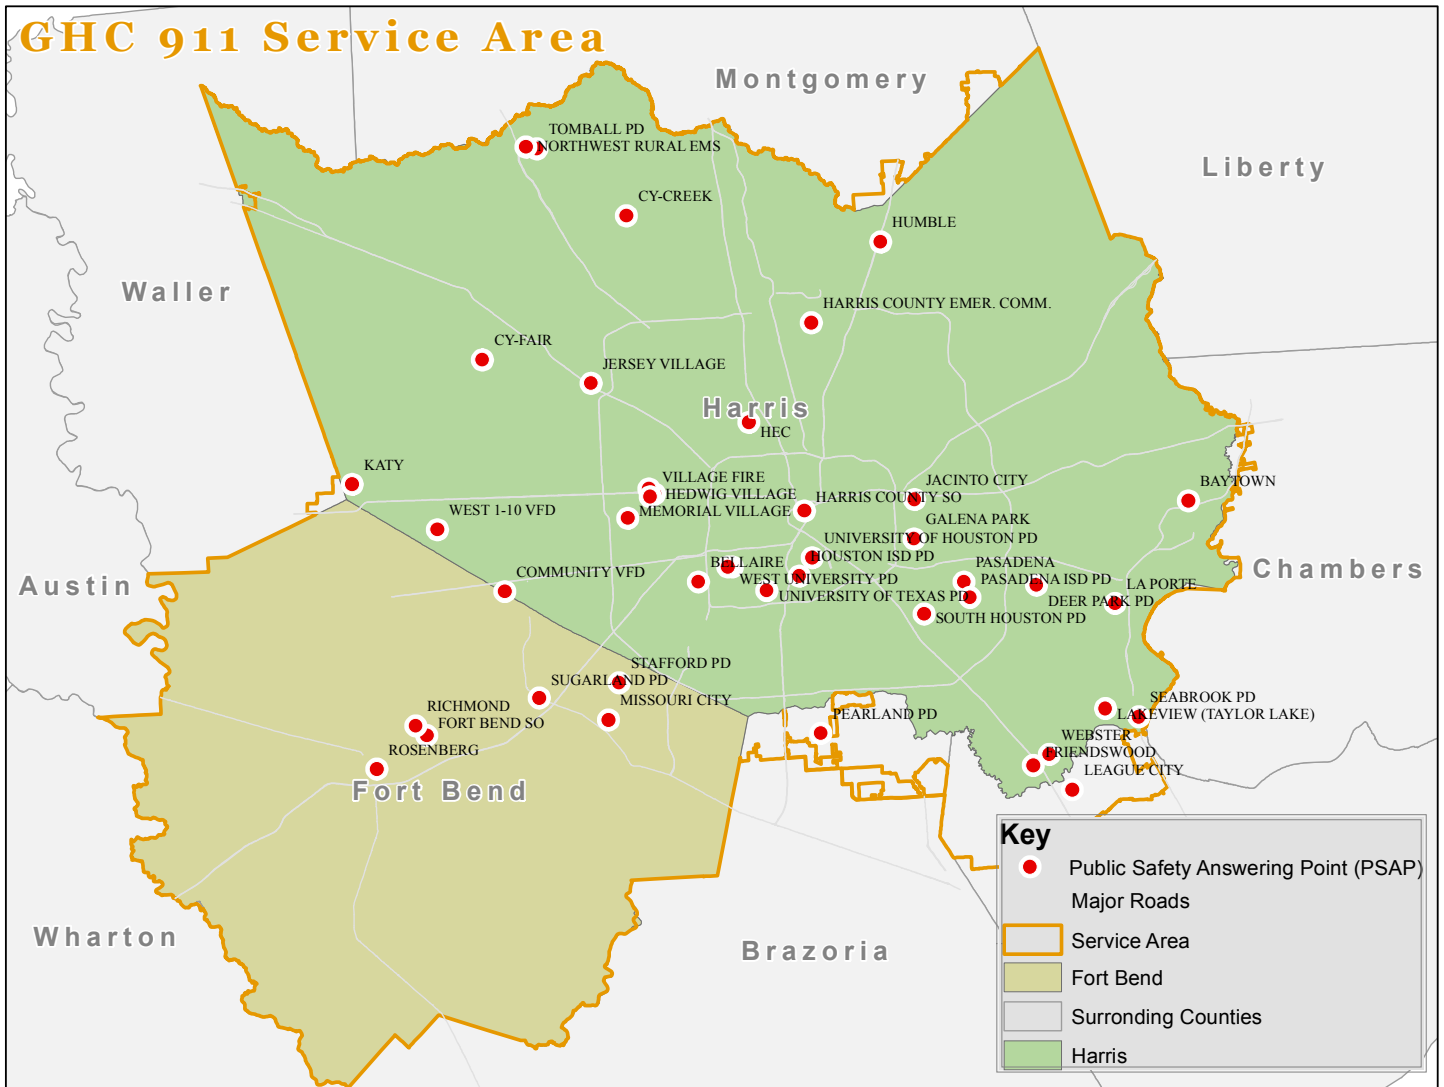 GHC 911 Service Area
Montgomery
Liberty
TOMBALL PD
NORTHWEST RURAL EMS
CY-CREEK
HUMBLE
Waller
HARRIS COUNTY EMER. COMM.
CY-FAIR
JERSEY VILLAGE
Harris
HEC
KATY
VILLAGE FIRE
HEDWIG VILLAGE
MEMORIAL VILLAGE
HARRIS COUNTY SO
JACINTO CITY
BAYTOWN
WEST 1-10 VFD
GALENA PARK
UNIVERSITY OF HOUSTON PD
HOUSTON ISD PD
BELLAIRE
WEST UNIVERSITY PD
UNIVERSITY OF TEXAS PD
PASADENA
PASADENA ISD PD
LA PORTE
DEER PARK PD
SOUTH HOUSTON PD
Chambers
Austin
COMMUNITY VFD
STAFFORD PD
SUGARLAND PD
MISSOURI CITY
RICHMOND
FORT BEND SO
ROSENBERG
Fort Bend
PEARLAND PD
SEABROOK PD
LAKEVIEW (TAYLOR LAKE)
WEBSTER
FRIENDSWOOD
LEAGUE CITY
Wharton
Brazoria
Key
Public Safety Answering Point (PSAP)
Major Roads
Service Area
Fort Bend
Surronding Counties
Harris